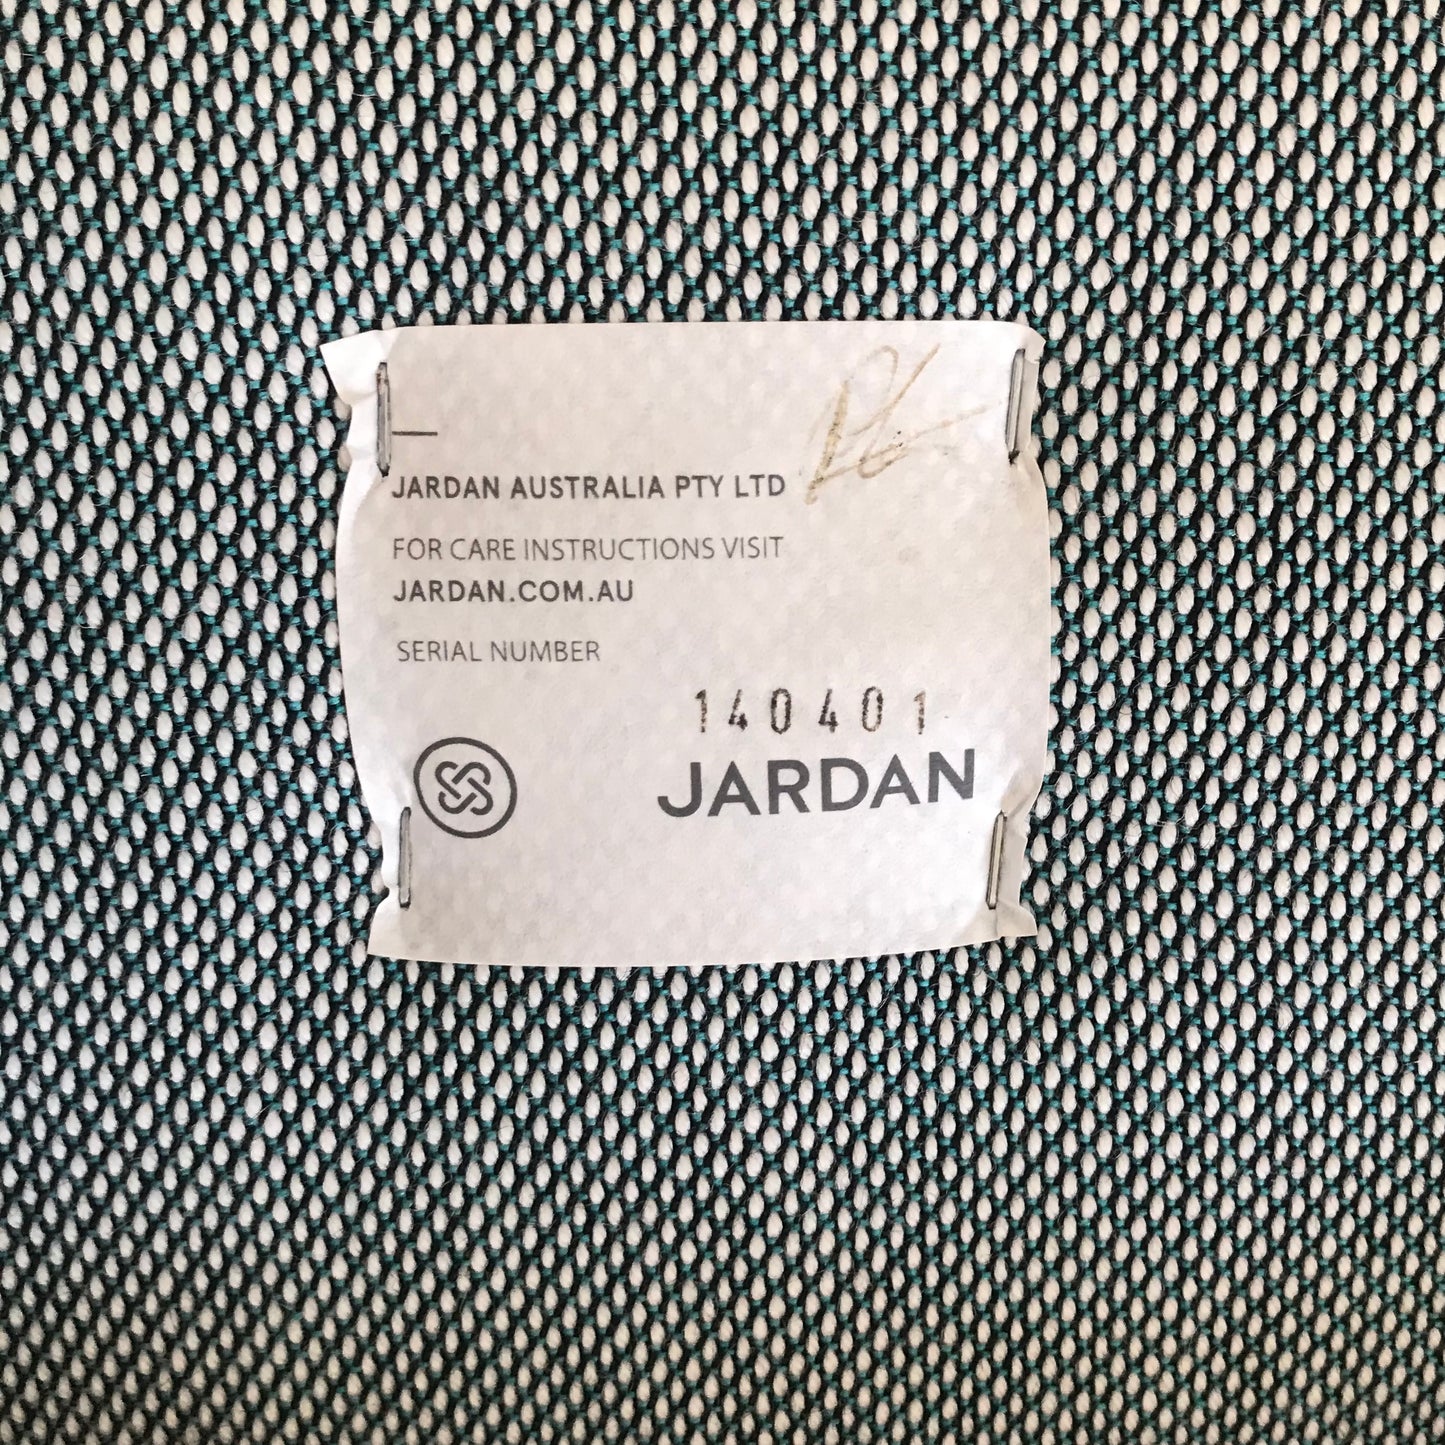 JARDAN AUSTRALIA PTY LTD
FOR CARE INSTRUCTIONS VISIT
JARDAN.COM.AU
SERIAL NUMBER
140401
JARDAN